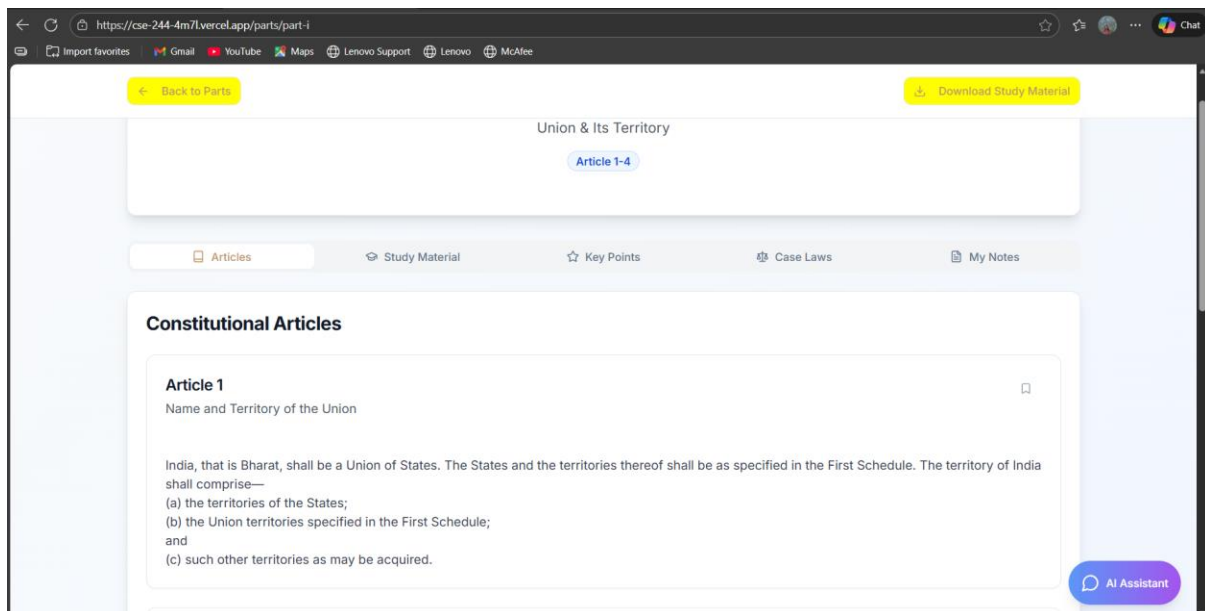 https://cse-244-4m7l.vercel.app/parts/part-i
Chat
Import favorites Gmail YouTube Maps Lenovo Support Lenovo McAfee
Back to Parts Download Study Material
Union & Its Territory
Article 1-4
Articles Study Material Key Points Case Laws My Notes
Constitutional Articles
Article 1
Name and Territory of the Union
India, that is Bharat, shall be a Union of States. The States and the territories thereof shall be as specified in the First Schedule. The territory of India
shall comprise—
(a) the territories of the States;
(b) the Union territories specified in the First Schedule;
and
(c) such other territories as may be acquired.
AI Assistant